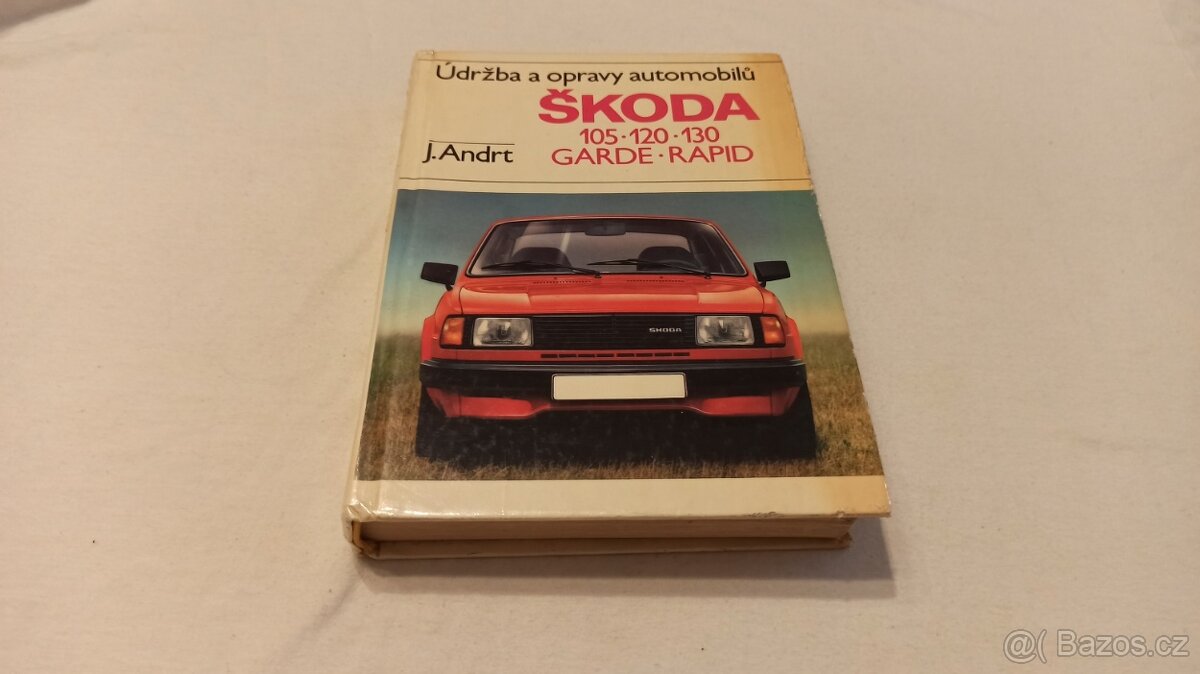 Údržba a opravy automobilů
ŠKODA
105·120·130
J. Andrt
GARDE·RAPID
ŠKODA
@( Bazos.cz